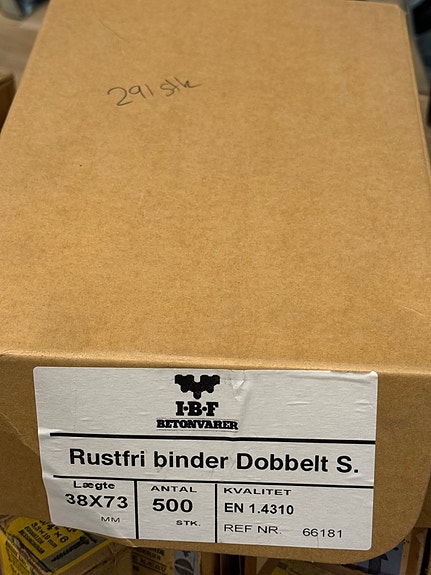 291 stk
I·B·F
BETONVARER
Rustfri binder Dobbelt S.
Lægte
38X73
MM
ANTAL
500
STK.
KVALITET
EN 1.4310
REF NR. 66181